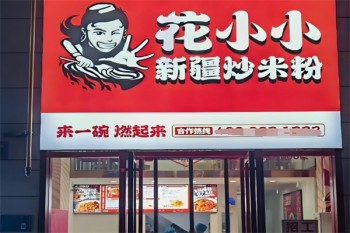 花小小
新疆炒米粉
来一碗 燃起来 合作热线